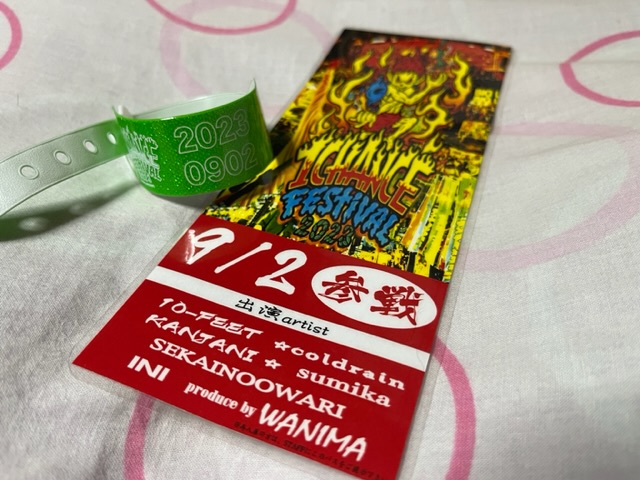 2023
0902
1CHANCE
FESTIVAL
2023
9/2 参戦
出演artist
10-FEET ☆coldrain
KANJANI ☆ sumika
SEKAINOOWARI
INI produce by WANIMA